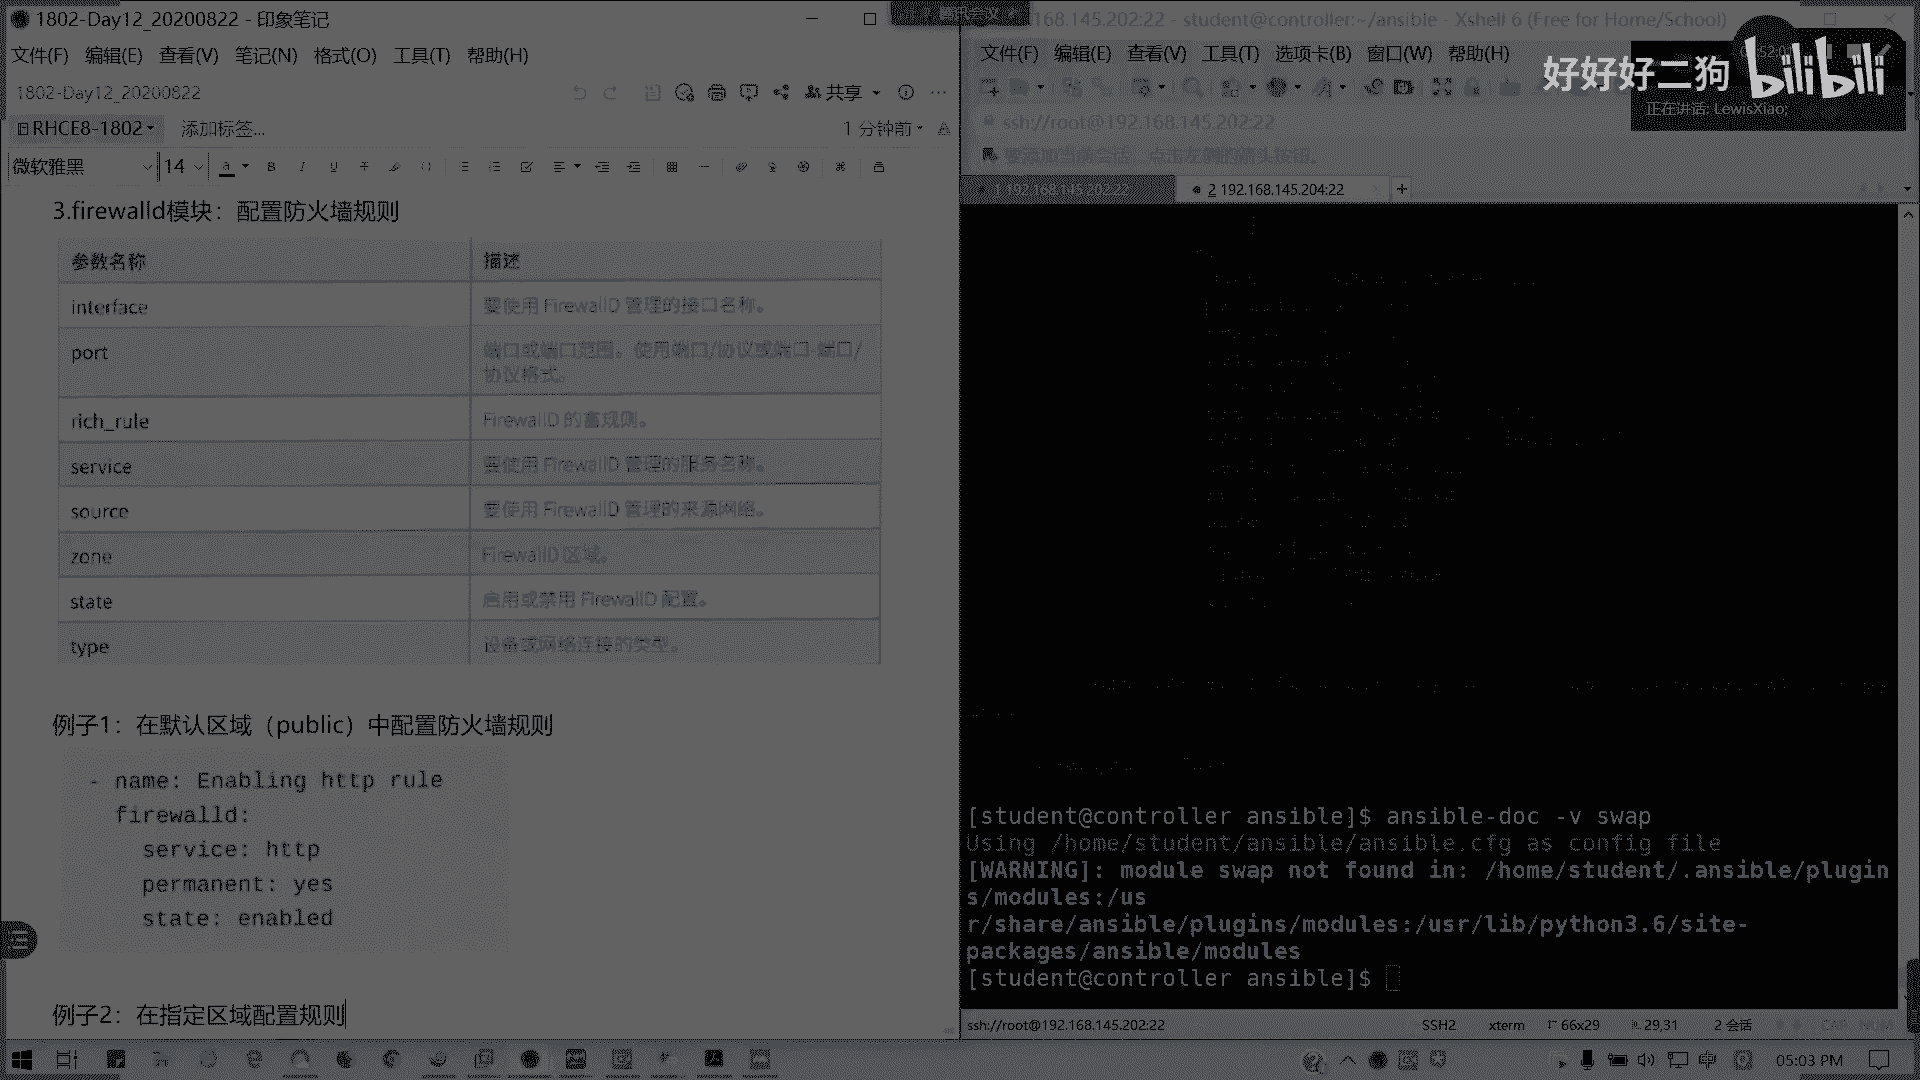 1802-Day12_20200822 - 印象笔记
文件(F) 编辑(E) 查看(V) 笔记(N) 格式(O) 工具(T) 帮助(H)
1802-Day12_20200822
共享
RHCE8-1802
添加标签...
1 分钟前
微软雅黑
14
3.firewalld模块：配置防火墙规则
参数名称 描述
interface 要使用 FirewallD 管理的接口名称。
port 端口或端口范围。使用端口/协议或端口-端口/
协议格式。
rich_rule FirewallD 的富规则。
service 要使用 FirewallD 管理的服务名称。
source 要使用 FirewallD 管理的来源网络。
zone FirewallD 区域。
state 启用或禁用 FirewallD 配置。
type 设备或网络连接的类型。
例子1：在默认区域（public）中配置防火墙规则
- name: Enabling http rule
firewalld:
service: http
permanent: yes
state: enabled
例子2：在指定区域配置规则
168.145.202:22 - student@controller:~/ansible - Xshell 6 (Free for Home/School)
文件(F) 编辑(E) 查看(V) 工具(T) 选项卡(B) 窗口(W) 帮助(H)
好好好二狗 bilibili
正在讲话: LewisXiao;
ssh://root@192.168.145.202:22
要添加当前会话，点击左侧的箭头按钮。
1 192.168.145.202:22
2 192.168.145.204:22
[student@controller ansible]$ ansible-doc -v swap
Using /home/student/ansible/ansible.cfg as config file
[WARNING]: module swap not found in: /home/student/.ansible/plugin
s/modules:/us
r/share/ansible/plugins/modules:/usr/lib/python3.6/site-
packages/ansible/modules
[student@controller ansible]$
ssh://root@192.168.145.202:22
SSH2
xterm
66x29
29,31
2 会话
CAP NUM
中
05:03 PM